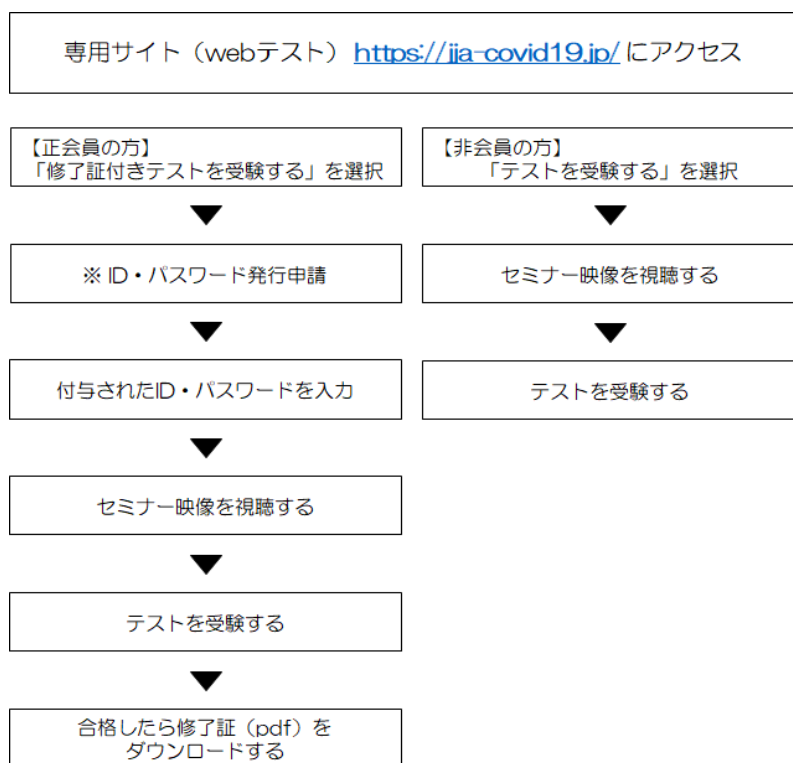 専用サイト（webテスト） https://jja-covid19.jp/ にアクセス
【正会員の方】
「修了証付きテストを受験する」を選択
※ ID・パスワード発行申請
付与されたID・パスワードを入力
セミナー映像を視聴する
テストを受験する
合格したら修了証（pdf）を
ダウンロードする
【非会員の方】
「テストを受験する」を選択
セミナー映像を視聴する
テストを受験する